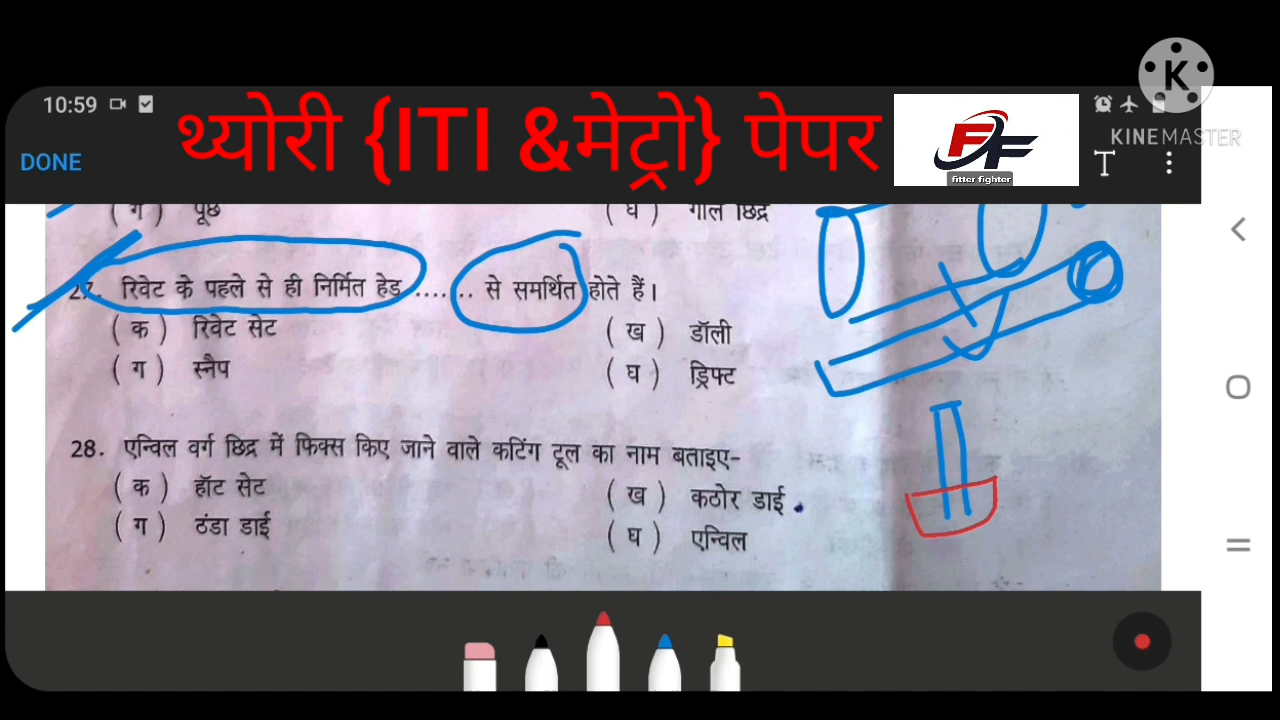 10:59
थ्योरी {ITI &मेट्रो} पेपर
fitter fighter
K
KINEMASTER
DONE
T
( ग ) पूंछ ( घ ) गोल छिद्र
27. रिवेट के पहले से ही निर्मित हेड ....... से समर्थित होते हैं।
( क ) रिवेट सेट ( ख ) डॉली
( ग ) स्नैप ( घ ) ड्रिफ्ट
28. एन्विल वर्ग छिद्र में फिक्स किए जाने वाले कटिंग टूल का नाम बताइए-
( क ) हॉट सेट ( ख ) कठोर डाई
( ग ) ठंडा डाई ( घ ) एन्विल